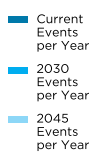 Current
Events
per Year
2030
Events
per Year
2045
Events
per Year